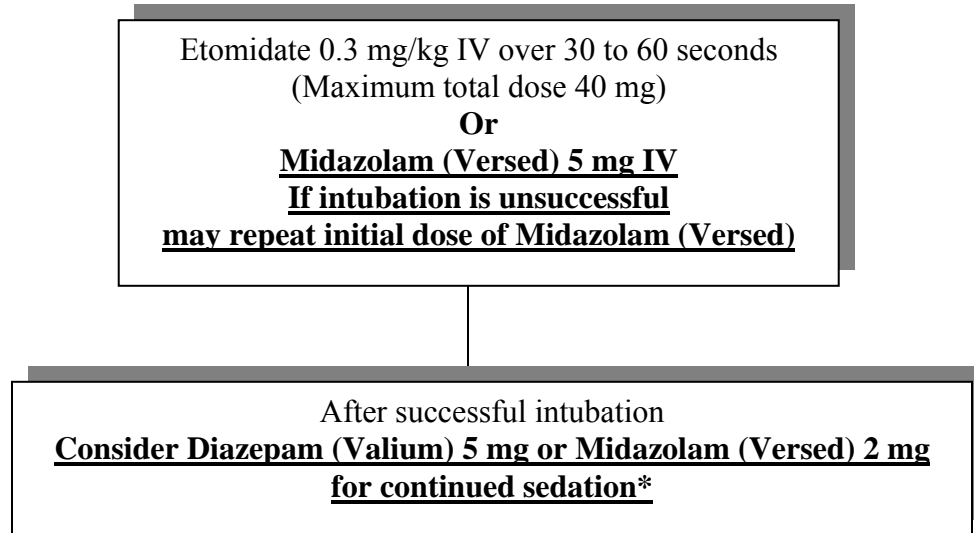 Etomidate 0.3 mg/kg IV over 30 to 60 seconds
(Maximum total dose 40 mg)
Or
Midazolam (Versed) 5 mg IV
If intubation is unsuccessful
may repeat initial dose of Midazolam (Versed)
After successful intubation
Consider Diazepam (Valium) 5 mg or Midazolam (Versed) 2 mg
for continued sedation*